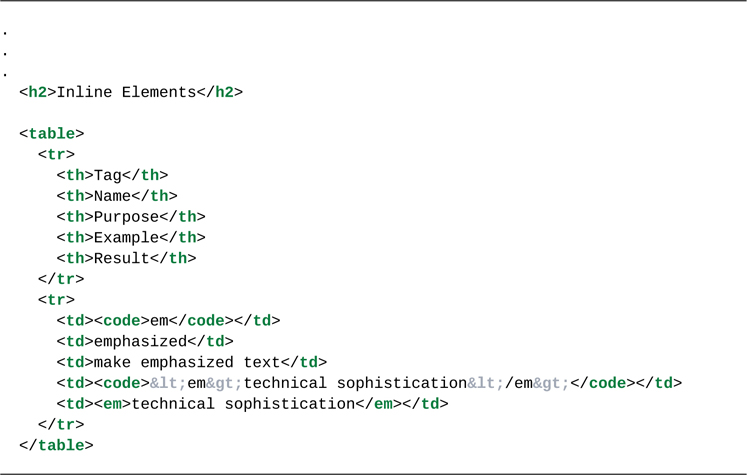 .
.
.
  <h2>Inline Elements</h2>

  <table>
    <tr>
      <th>Tag</th>
      <th>Name</th>
      <th>Purpose</th>
      <th>Example</th>
      <th>Result</th>
    </tr>
    <tr>
      <td><code>em</code></td>
      <td>emphasized</td>
      <td>make emphasized text</td>
      <td><code>&lt;em&gt;technical sophistication&lt;/em&gt;</code></td>
      <td><em>technical sophistication</em></td>
    </tr>
  </table>